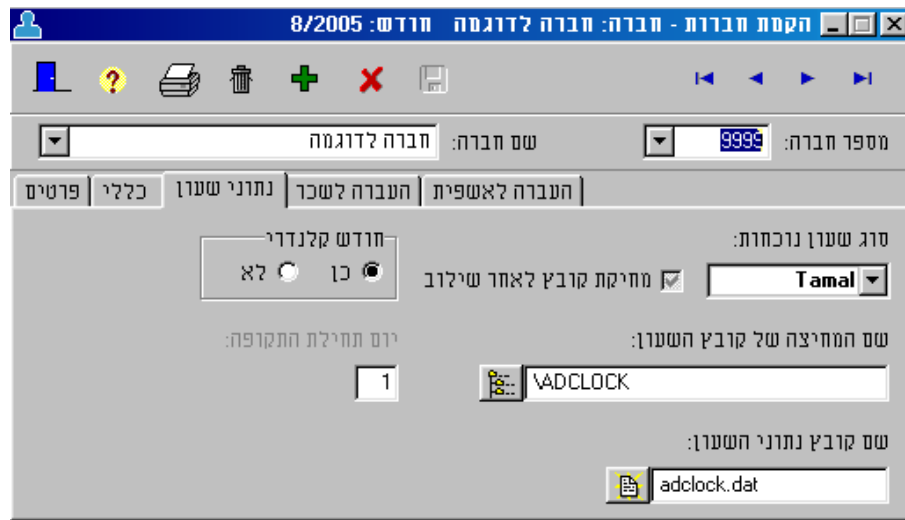 הקמת חברות - חברה: חברה לדוגמה חודש: 8/2005
מספר חברה: 9999 שם חברה: חברה לדוגמה
פרטים כללי נתוני שעון העברה לשכר העברה לאשפית
סוג שעון נוכחות:
Tamal
מחיקת קובץ לאחר שילוב
חודש קלנדרי
כן לא
שם המחיצה של קובץ השעון:
\ADCLOCK
יום תחילת התקופה:
1
שם קובץ נתוני השעון:
adclock.dat